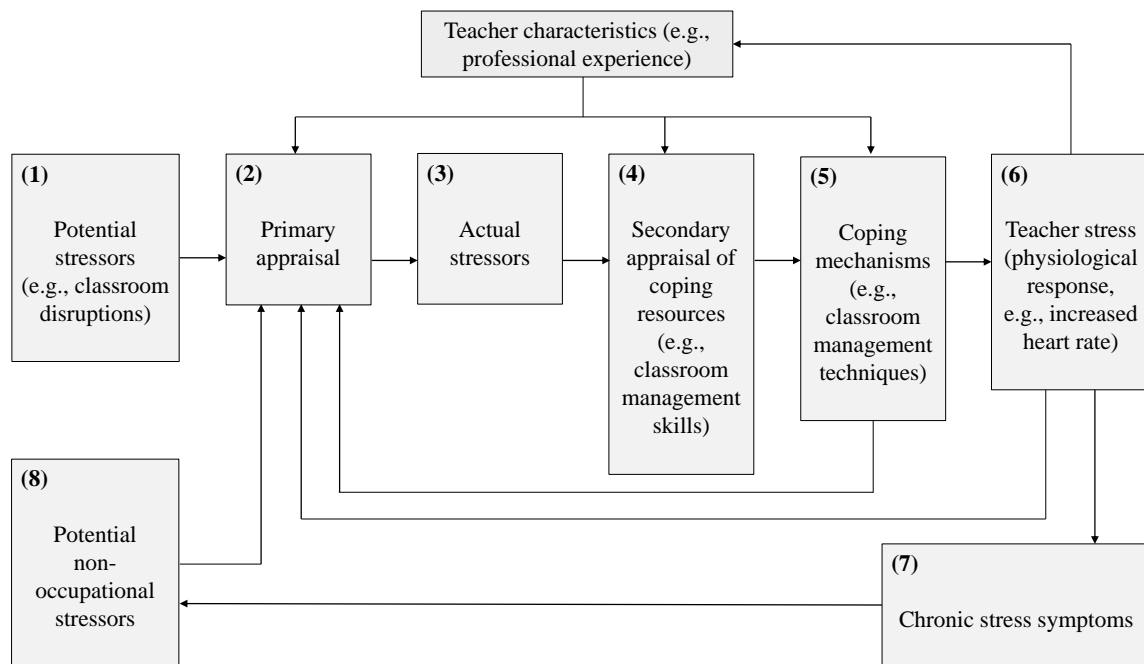 Teacher characteristics (e.g.,
professional experience)
(1)
Potential
stressors
(e.g., classroom
disruptions)
(2)
Primary
appraisal
(3)
Actual
stressors
(4)
Secondary
appraisal of
coping
resources
(e.g.,
classroom
management
skills)
(5)
Coping
mechanisms
(e.g.,
classroom
management
techniques)
(6)
Teacher stress
(physiological
response,
e.g., increased
heart rate)
(8)
Potential
non-
occupational
stressors
(7)
Chronic stress symptoms